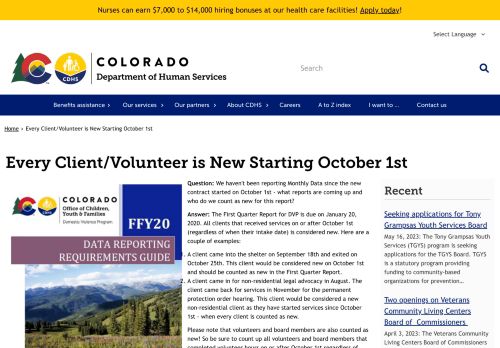 Nurses can earn $7,000 to $14,000 hiring bonuses at our health care facilities! Apply today!
Select Language
COLORADO
Department of Human Services
CO
CDHS
Search
Benefits assistance
Our services
Our partners
About CDHS
Careers
A to Z index
I want to ...
Contact us
Home › Every Client/Volunteer is New Starting October 1st
Every Client/Volunteer is New Starting October 1st
COLORADO
Office of Children,
Youth & Families
Domestic Violence Program
CO
CDHS
FFY20
DATA REPORTING
REQUIREMENTS GUIDE
Question: We haven't been reporting Monthly Data since the new
contract started on October 1st - what reports are coming up and
who do we count as new for this report?
Answer: The First Quarter Report for DVP is due on January 20,
2020. All clients that received services on or after October 1st
(regardless of when their intake date) is considered new. Here are a
couple of examples:
A client came into the shelter on September 18th and exited on
October 25th. This client would be considered new on October 1st
and should be counted as new in the First Quarter Report.
A client came in for non-residential legal advocacy in August. The
client came back for services in November for the permanent
protection order hearing. This client would be considered a new
non-residential client as they have started services since October
1st - when every client is counted as new.
Please note that volunteers and board members are also counted as
new! So be sure to count up all volunteers and board members that
completed volunteer hours on or after October 1st regardless of
Recent
Seeking applications for Tony
Grampsas Youth Services Board
May 16, 2023: The Tony Grampsas Youth
Services (TGYS) program is seeking
applications for the TGYS Board. TGYS
is a statutory program providing
funding to community-based
organizations for prevention...
Two openings on Veterans
Community Living Centers
Board of Commissioners
April 3, 2023: The Veterans Community
Living Centers Board of Commissioners